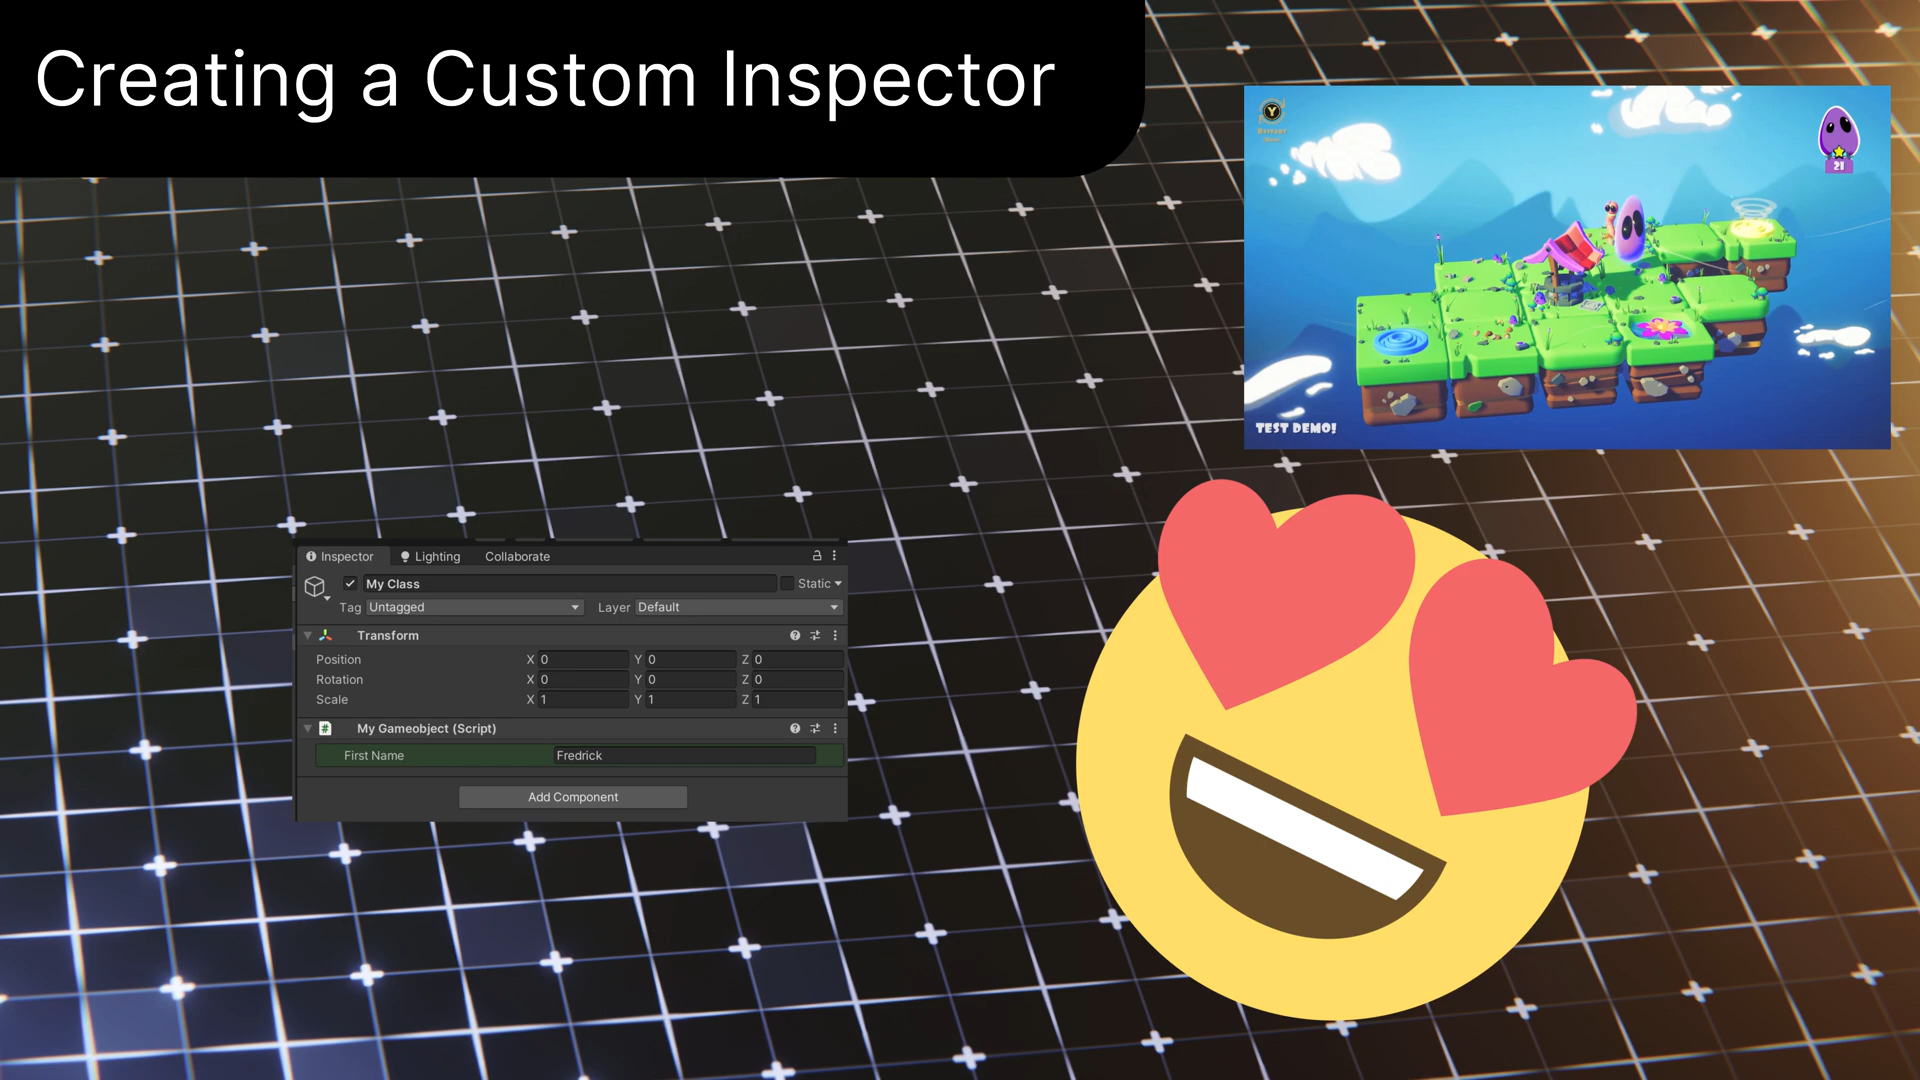 Creating a Custom Inspector
Y
21
TEST DEMO!
Inspector Lighting Collaborate
My Class Static
Tag Untagged Layer Default
Transform
Position X 0 Y 0 Z 0
Rotation X 0 Y 0 Z 0
Scale X 1 Y 1 Z 1
# My Gameobject (Script)
First Name Fredrick
Add Component